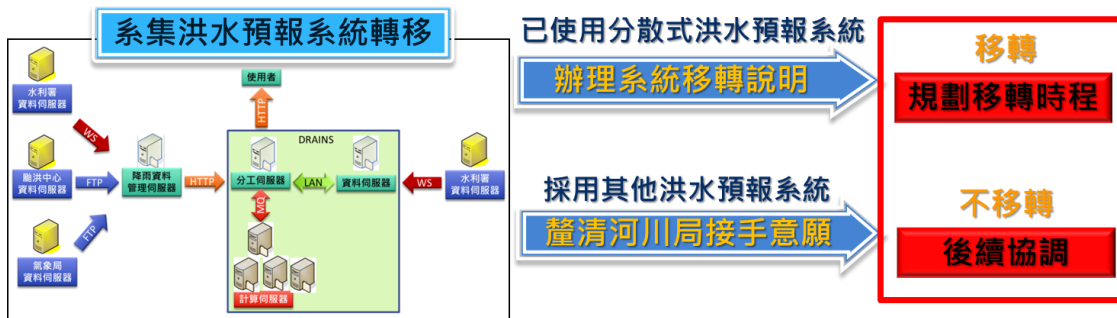 系集洪水預報系統轉移
水利署
資料伺服器
WS
颱洪中心
資料伺服器
FTP
氣象局
資料伺服器
FTP
降雨資料
管理伺服器
HTTP
使用者
HTTP
DRAINS
分工伺服器
LAN
資料伺服器
MQ
計算伺服器
WS
水利署
資料伺服器
已使用分散式洪水預報系統
辦理系統移轉說明
採用其他洪水預報系統
釐清河川局接手意願
移轉
規劃移轉時程
不移轉
後續協調